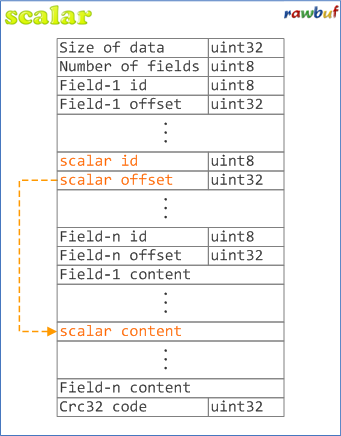 scalar rawbuf
Size of data uint32
Number of fields uint8
Field-1 id uint8
Field-1 offset uint32
scalar id uint8
scalar offset uint32
Field-n id uint8
Field-n offset uint32
Field-1 content
scalar content
Field-n content
Crc32 code uint32